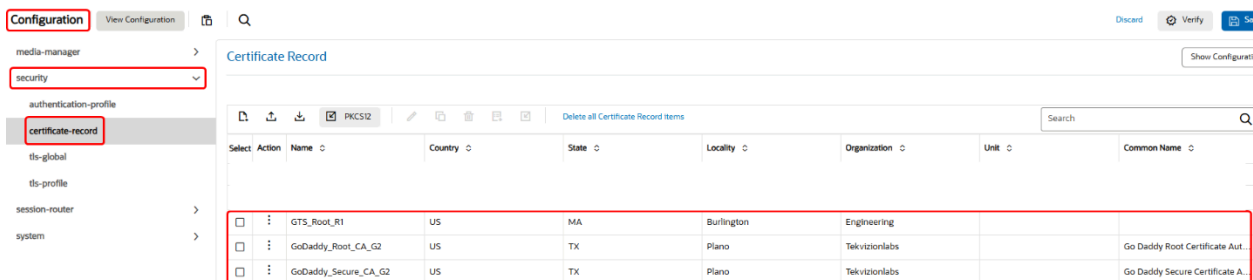 Configuration View Configuration Discard Verify
media-manager
Certificate Record
security
authentication-profile
PKCS12 Delete all Certificate Record items Search
certificate-record
Select Action Name Country State Locality Organization Unit Common Name
tls-global
tls-profile
session-router
GTS_Root_R1 US MA Burlington Engineering
system
GoDaddy_Root_CA_G2 US TX Plano Tekvizionlabs Go Daddy Root Certificate Aut...
GoDaddy_Secure_CA_G2 US TX Plano Tekvizionlabs Go Daddy Secure Certificate A...